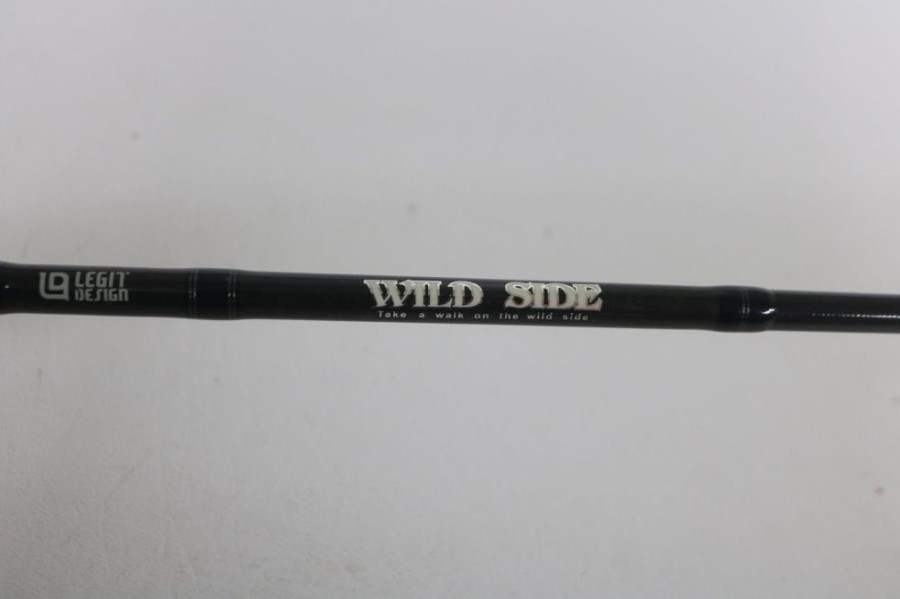 LEGIT
DESIGN
WILD SIDE
Take a walk on the wild side